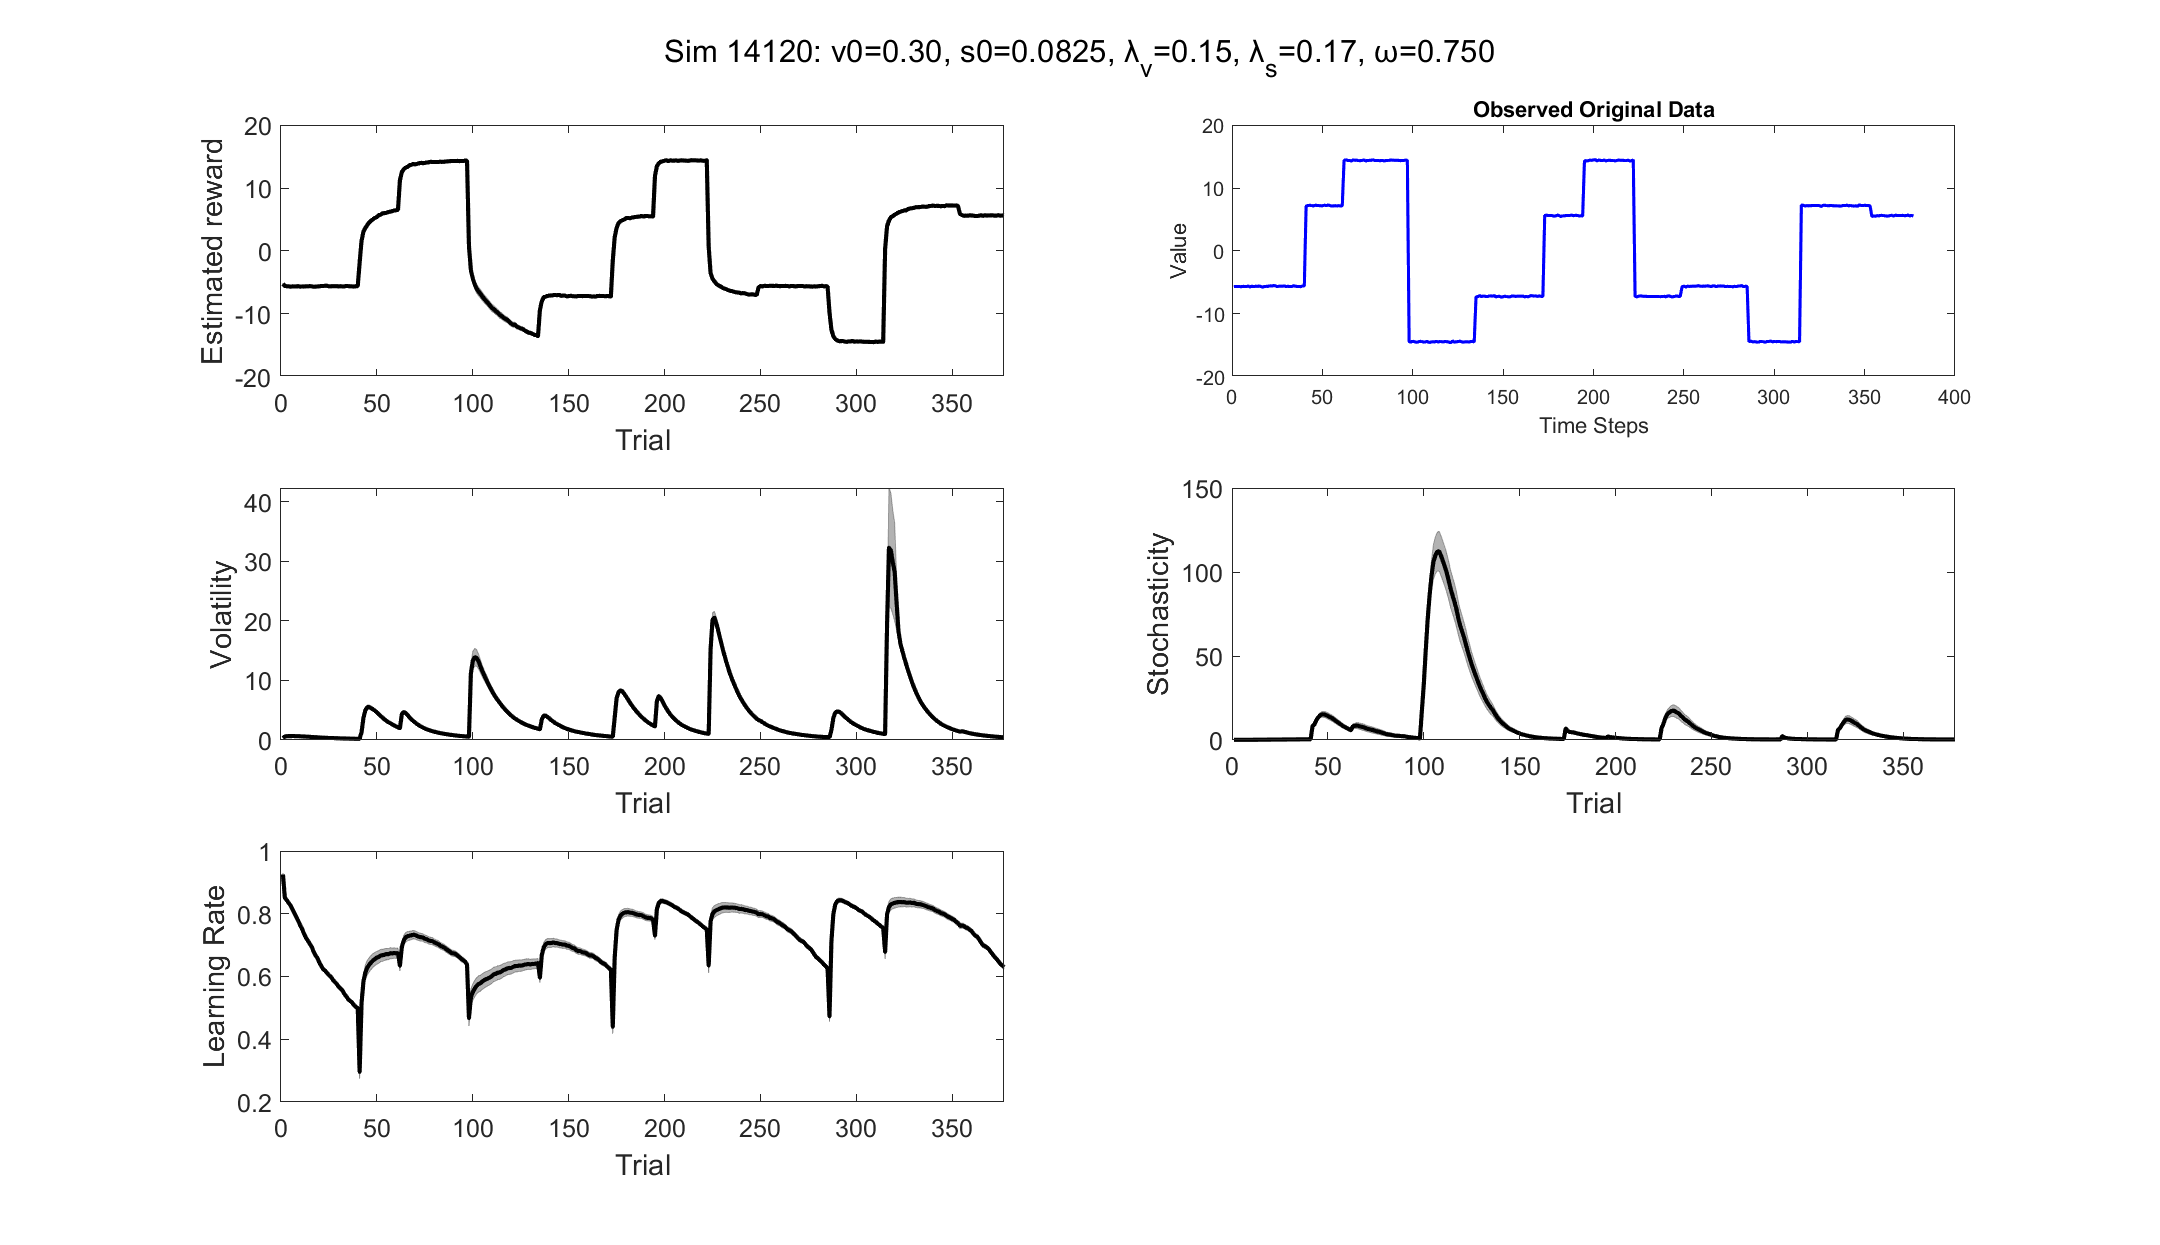 Sim 14120: v0=0.30, s0=0.0825, λ_v=0.15, λ_s=0.17, ω=0.750
Estimated reward
20
10
0
-10
-20
0 50 100 150 200 250 300 350
Trial
Observed Original Data
Value
20
10
0
-10
-20
0 50 100 150 200 250 300 350 400
Time Steps
Volatility
40
30
20
10
0
0 50 100 150 200 250 300 350
Trial
Stochasticity
150
100
50
0
0 50 100 150 200 250 300 350
Trial
Learning Rate
1
0.8
0.6
0.4
0.2
0 50 100 150 200 250 300 350
Trial